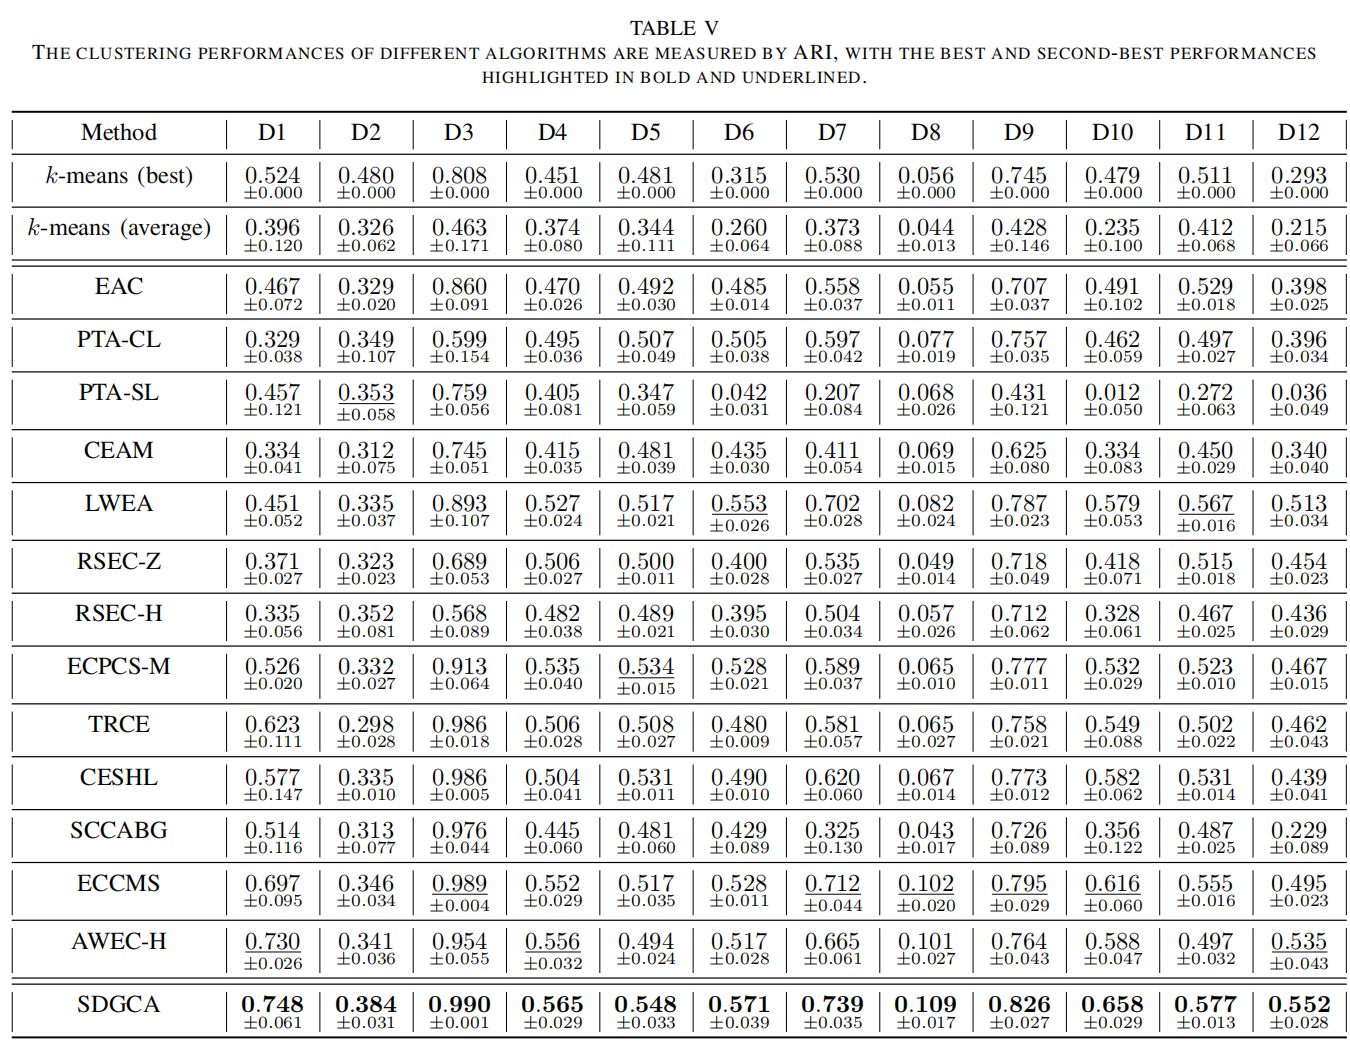 TABLE V
THE CLUSTERING PERFORMANCES OF DIFFERENT ALGORITHMS ARE MEASURED BY ARI, WITH THE BEST AND SECOND-BEST PERFORMANCES
HIGHLIGHTED IN BOLD AND UNDERLINED.
Method D1 D2 D3 D4 D5 D6 D7 D8 D9 D10 D11 D12
k-means (best) 0.524 0.480 0.808 0.451 0.481 0.315 0.530 0.056 0.745 0.479 0.511 0.293
±0.000 ±0.000 ±0.000 ±0.000 ±0.000 ±0.000 ±0.000 ±0.000 ±0.000 ±0.000 ±0.000 ±0.000
k-means (average) 0.396 0.326 0.463 0.374 0.344 0.260 0.373 0.044 0.428 0.235 0.412 0.215
±0.120 ±0.062 ±0.171 ±0.080 ±0.111 ±0.064 ±0.088 ±0.013 ±0.146 ±0.100 ±0.068 ±0.066
EAC 0.467 0.329 0.860 0.470 0.492 0.485 0.558 0.055 0.707 0.491 0.529 0.398
±0.072 ±0.020 ±0.091 ±0.026 ±0.030 ±0.014 ±0.037 ±0.011 ±0.037 ±0.102 ±0.018 ±0.025
PTA-CL 0.329 0.349 0.599 0.495 0.507 0.505 0.597 0.077 0.757 0.462 0.497 0.396
±0.038 ±0.107 ±0.154 ±0.036 ±0.049 ±0.038 ±0.042 ±0.019 ±0.035 ±0.059 ±0.027 ±0.034
PTA-SL 0.457 0.353 0.759 0.405 0.347 0.042 0.207 0.068 0.431 0.012 0.272 0.036
±0.121 ±0.058 ±0.056 ±0.081 ±0.059 ±0.031 ±0.084 ±0.026 ±0.121 ±0.050 ±0.063 ±0.049
CEAM 0.334 0.312 0.745 0.415 0.481 0.435 0.411 0.069 0.625 0.334 0.450 0.340
±0.041 ±0.075 ±0.051 ±0.035 ±0.039 ±0.030 ±0.054 ±0.015 ±0.080 ±0.083 ±0.029 ±0.040
LWEA 0.451 0.335 0.893 0.527 0.517 0.553 0.702 0.082 0.787 0.579 0.567 0.513
±0.052 ±0.037 ±0.107 ±0.024 ±0.021 ±0.026 ±0.028 ±0.024 ±0.023 ±0.053 ±0.016 ±0.034
RSEC-Z 0.371 0.323 0.689 0.506 0.500 0.400 0.535 0.049 0.718 0.418 0.515 0.454
±0.027 ±0.023 ±0.053 ±0.027 ±0.011 ±0.028 ±0.027 ±0.014 ±0.049 ±0.071 ±0.018 ±0.023
RSEC-H 0.335 0.352 0.568 0.482 0.489 0.395 0.504 0.057 0.712 0.328 0.467 0.436
±0.056 ±0.081 ±0.089 ±0.038 ±0.021 ±0.030 ±0.034 ±0.026 ±0.062 ±0.061 ±0.025 ±0.029
ECPCS-M 0.526 0.332 0.913 0.535 0.534 0.528 0.589 0.065 0.777 0.532 0.523 0.467
±0.020 ±0.027 ±0.064 ±0.040 ±0.015 ±0.021 ±0.037 ±0.010 ±0.011 ±0.029 ±0.010 ±0.015
TRCE 0.623 0.298 0.986 0.506 0.508 0.480 0.581 0.065 0.758 0.549 0.502 0.462
±0.111 ±0.028 ±0.018 ±0.028 ±0.027 ±0.009 ±0.057 ±0.027 ±0.021 ±0.088 ±0.022 ±0.043
CESHL 0.577 0.335 0.986 0.504 0.531 0.490 0.620 0.067 0.773 0.582 0.531 0.439
±0.147 ±0.010 ±0.005 ±0.041 ±0.011 ±0.010 ±0.060 ±0.014 ±0.012 ±0.062 ±0.014 ±0.041
SCCABG 0.514 0.313 0.976 0.445 0.481 0.429 0.325 0.043 0.726 0.356 0.487 0.229
±0.116 ±0.077 ±0.044 ±0.060 ±0.060 ±0.089 ±0.130 ±0.017 ±0.089 ±0.122 ±0.025 ±0.089
ECCMS 0.697 0.346 0.989 0.552 0.517 0.528 0.712 0.102 0.795 0.616 0.555 0.495
±0.095 ±0.034 ±0.004 ±0.029 ±0.035 ±0.011 ±0.044 ±0.020 ±0.029 ±0.060 ±0.016 ±0.023
AWEC-H 0.730 0.341 0.954 0.556 0.494 0.517 0.665 0.101 0.764 0.588 0.497 0.535
±0.026 ±0.036 ±0.055 ±0.032 ±0.024 ±0.028 ±0.061 ±0.027 ±0.043 ±0.047 ±0.032 ±0.043
SDGCA 0.748 0.384 0.990 0.565 0.548 0.571 0.739 0.109 0.826 0.658 0.577 0.552
±0.061 ±0.031 ±0.001 ±0.029 ±0.033 ±0.039 ±0.035 ±0.017 ±0.027 ±0.029 ±0.013 ±0.028